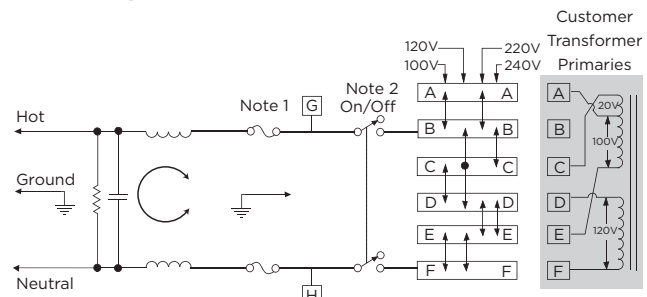 Customer
Transformer
Primaries
120V
220V
100V
240V
Note 1
G
Note 2
On/Off
Hot
Ground
Neutral
H
A A
B B
C C
D D
E E
F F
A
B
C
D
E
F
20V
100V
120V